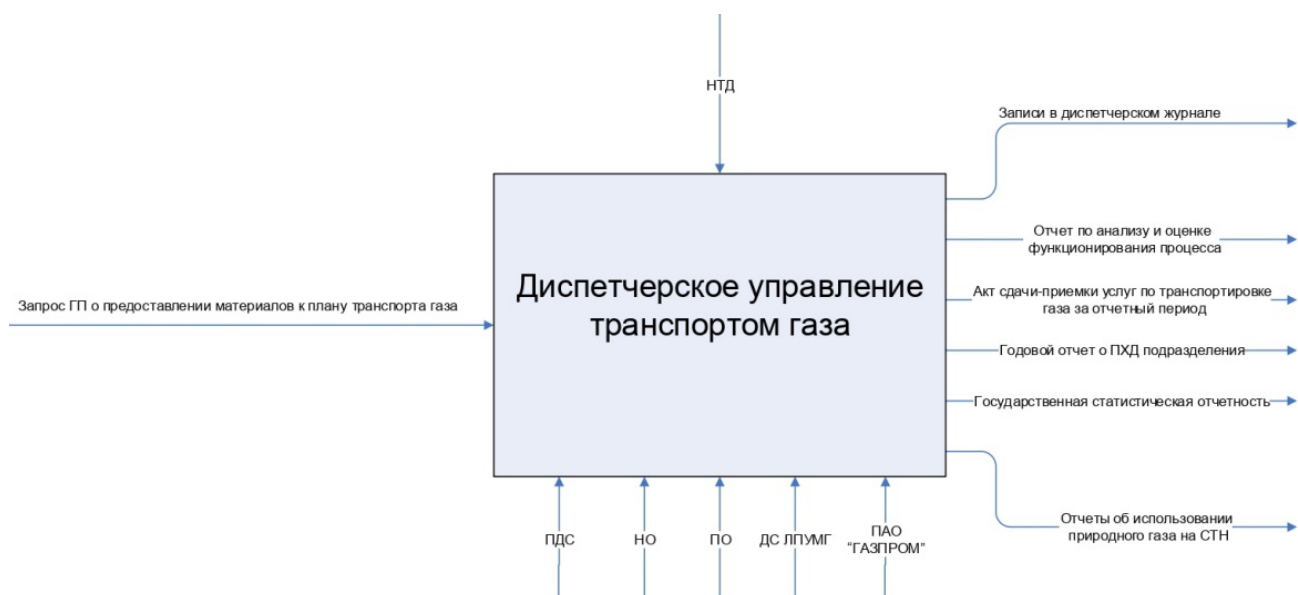 НТД
Записи в диспетчерском журнале
Отчет по анализу и оценке
функционирования процесса
Диспетчерское управление
транспортом газа
Запрос ГП о предоставлении материалов к плану транспорта газа
Акт сдачи-приемки услуг по транспортировке
газа за отчетный период
Годовой отчет о ПХД подразделения
Государственная статистическая отчетность
Отчеты об использовании
природного газа на СТН
ПДС
НО
ПО
ДС ЛПУМГ
ПАО
"ГАЗПРОМ"